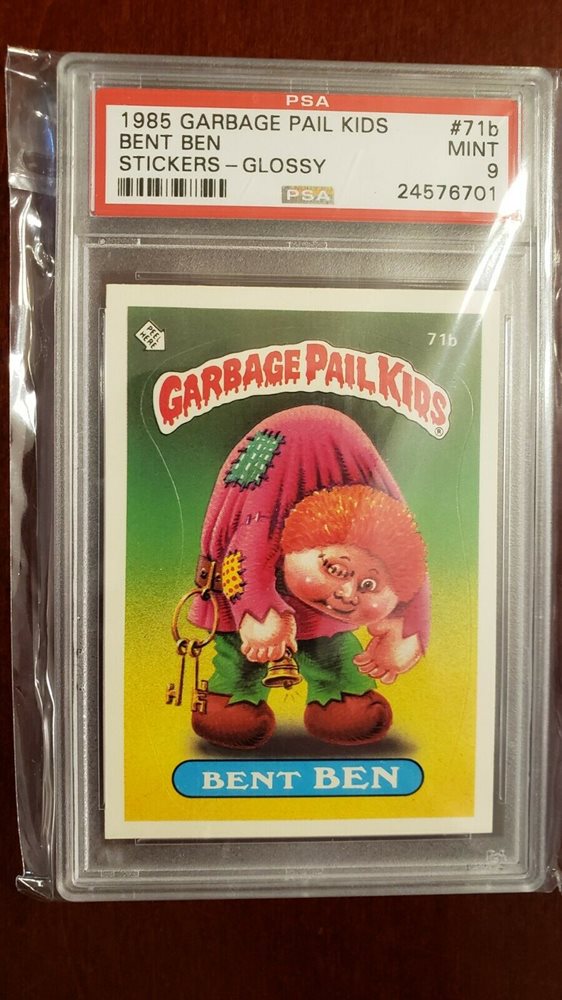 PSA
1985 GARBAGE PAIL KIDS #71b
BENT BEN MINT
STICKERS – GLOSSY 9
PSA 24576701
PEEL
HERE
71b
GARBAGE PAIL KIDS
®
BENT BEN